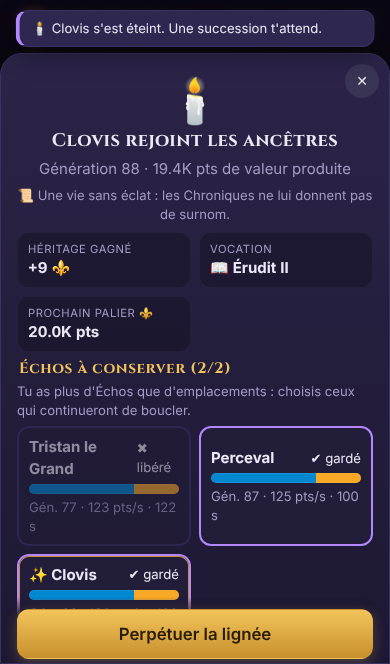 Clovis s'est éteint. Une succession t'attend.
✕
Clovis rejoint les ancêtres
Génération 88 · 19.4K pts de valeur produite
📜 Une vie sans éclat : les Chroniques ne lui donnent pas
de surnom.
HÉRITAGE GAGNÉ
+9 ⚜️
VOCATION
📖 Érudit II
PROCHAIN PALIER ⚜️
20.0K pts
Échos à conserver (2/2)
Tu as plus d'Échos que d'emplacements : choisis ceux
qui continueront de boucler.
Tristan le
Grand
✖
libéré
Gén. 77 · 123 pts/s · 122
s
Perceval
✔ gardé
Gén. 87 · 125 pts/s · 100
s
✨ Clovis
✔ gardé
Perpétuer la lignée